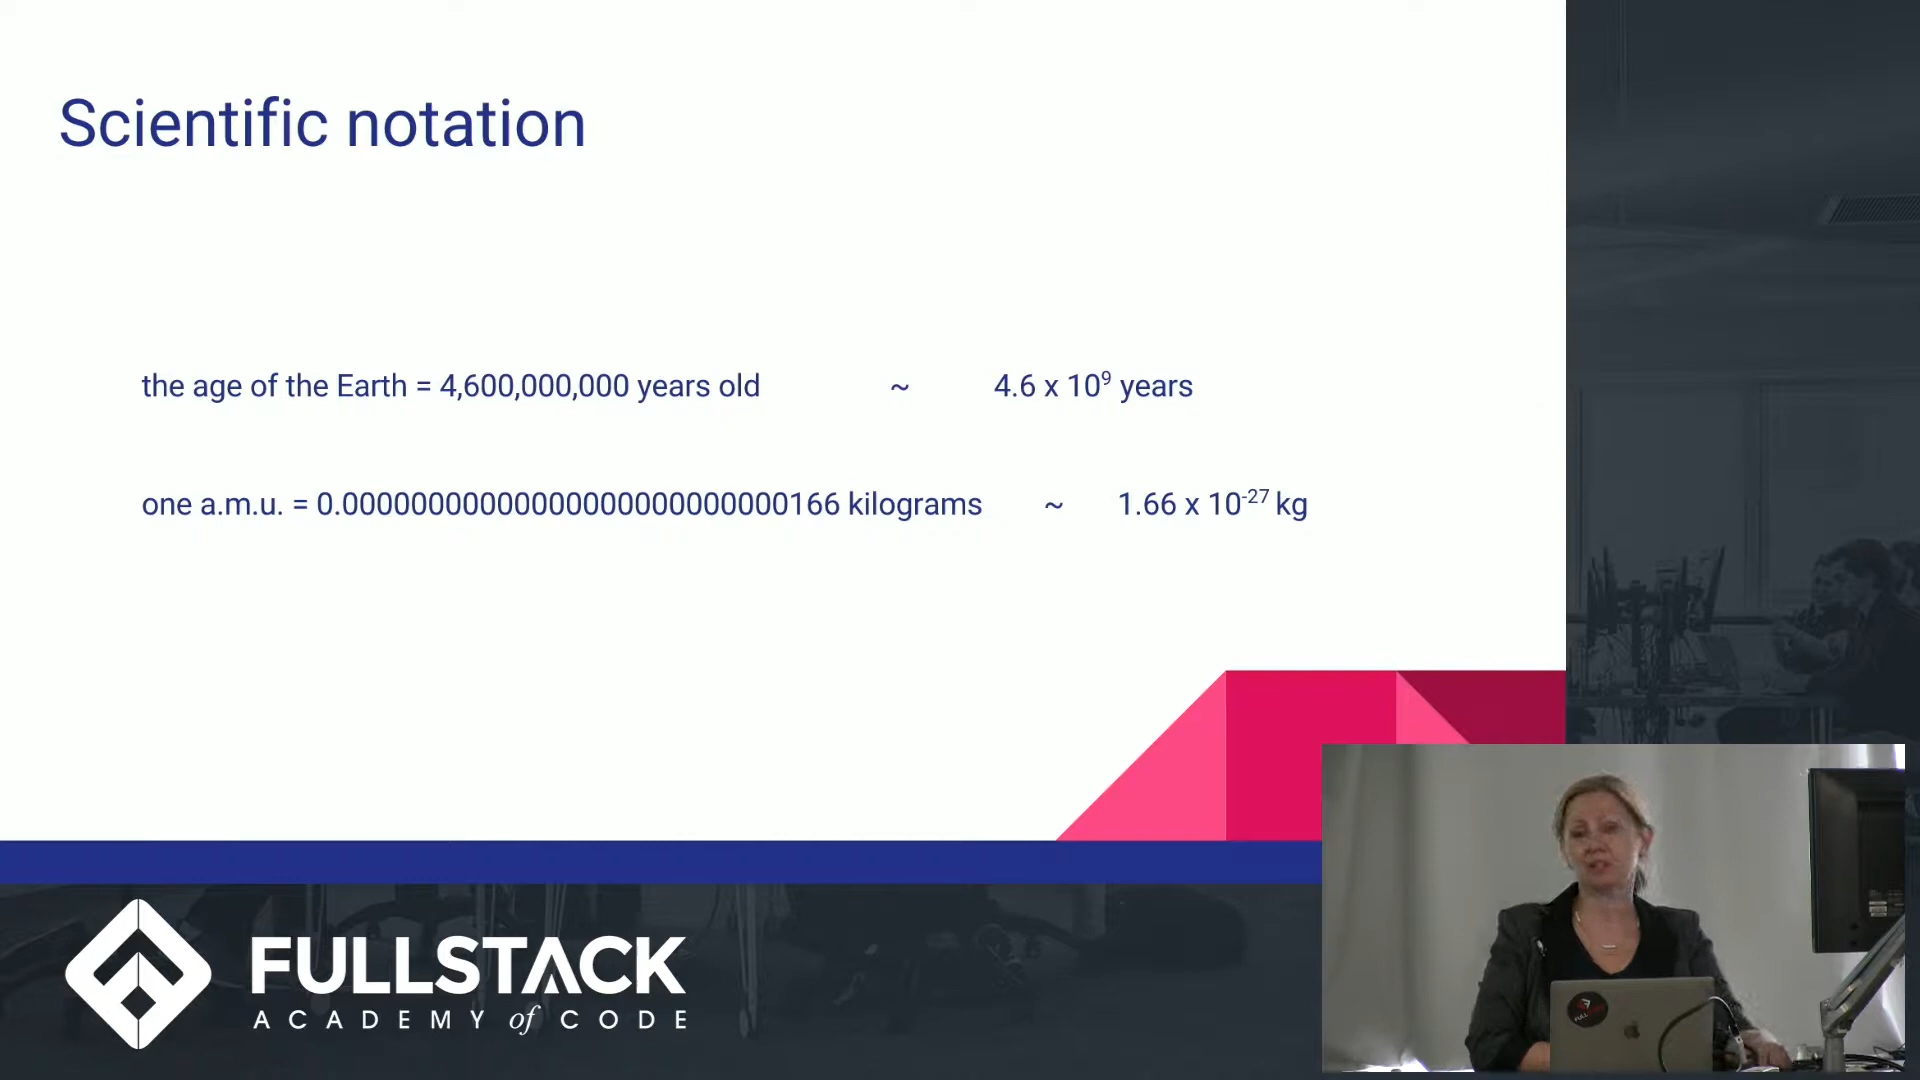 Scientific notation
the age of the Earth = 4,600,000,000 years old ~ 4.6 x 10⁹ years
one a.m.u. = 0.00000000000000000000000000166 kilograms ~ 1.66 x 10⁻²⁷ kg
FULLSTACK
ACADEMY of CODE